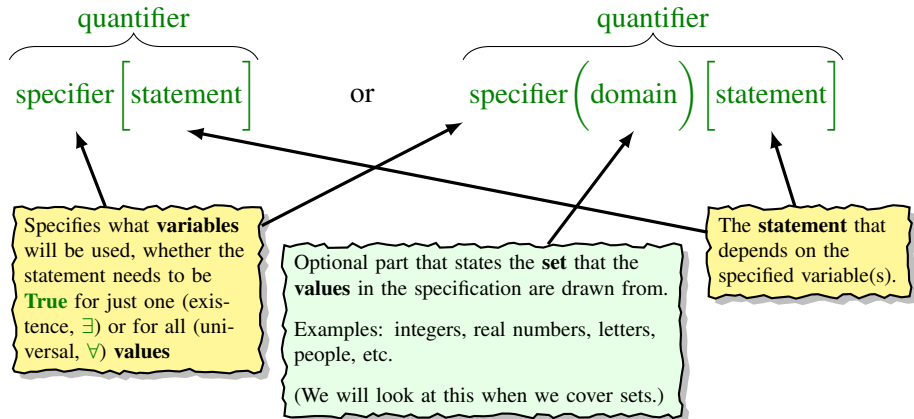 quantifier quantifier
specifier [statement] or specifier (domain) [statement]
Specifies what variables
will be used, whether the
statement needs to be
True for just one (exis-
tence, ∃) or for all (uni-
versal, ∀) values
Optional part that states the set that the
values in the specification are drawn from.
Examples: integers, real numbers, letters,
people, etc.
(We will look at this when we cover sets.)
The statement that
depends on the
specified variable(s).